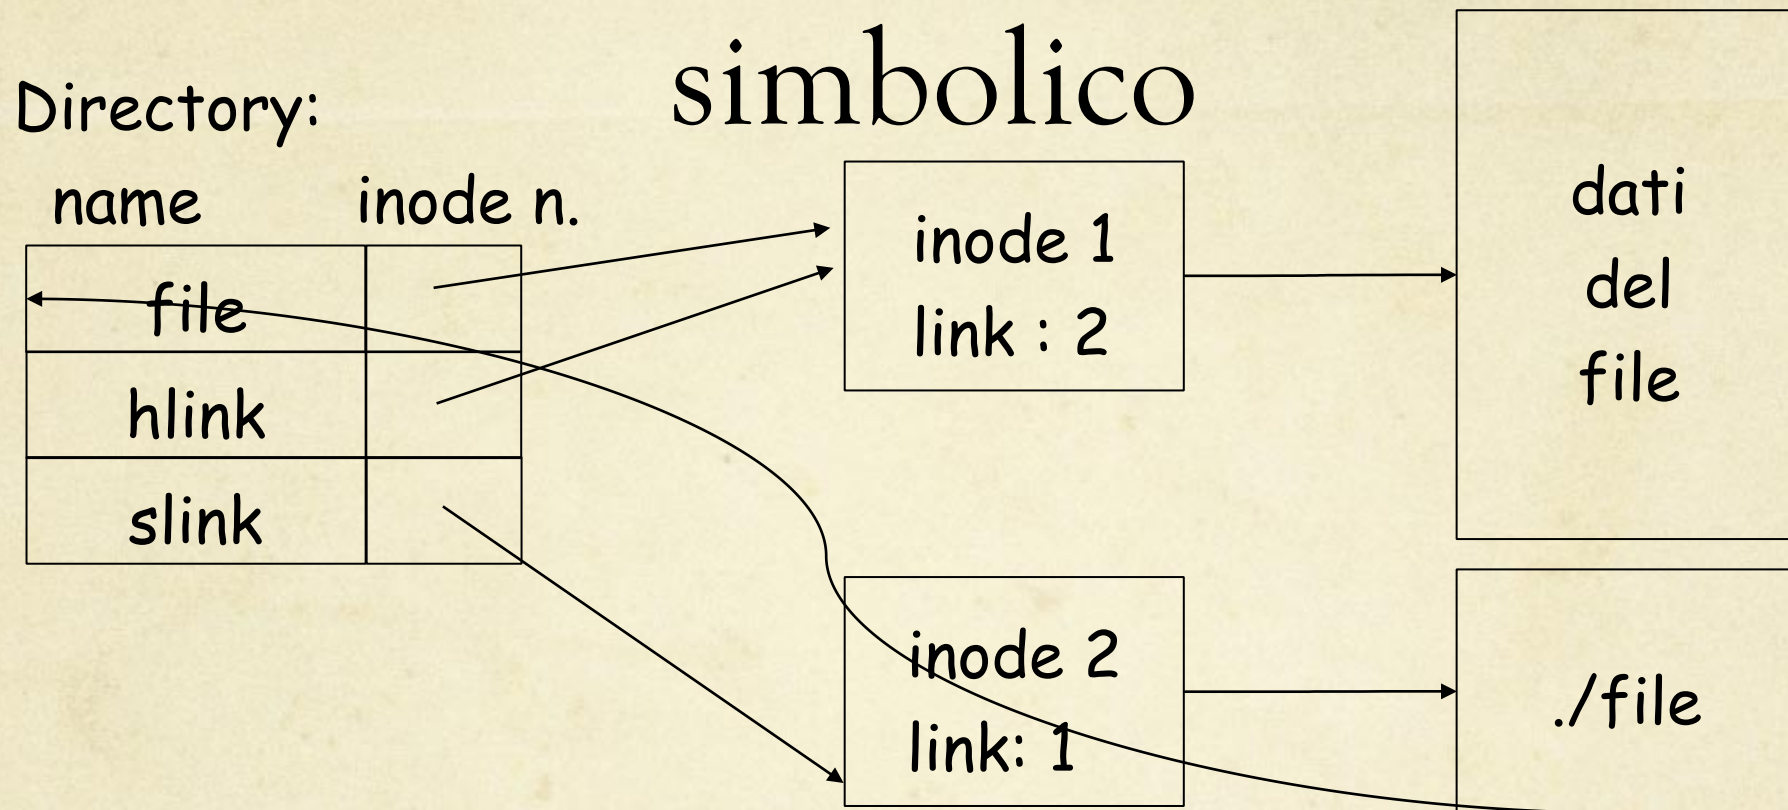 simbolico
Directory:
name inode n.
file
hlink
slink
inode 1
link : 2
dati
del
file
inode 2
link: 1
./file